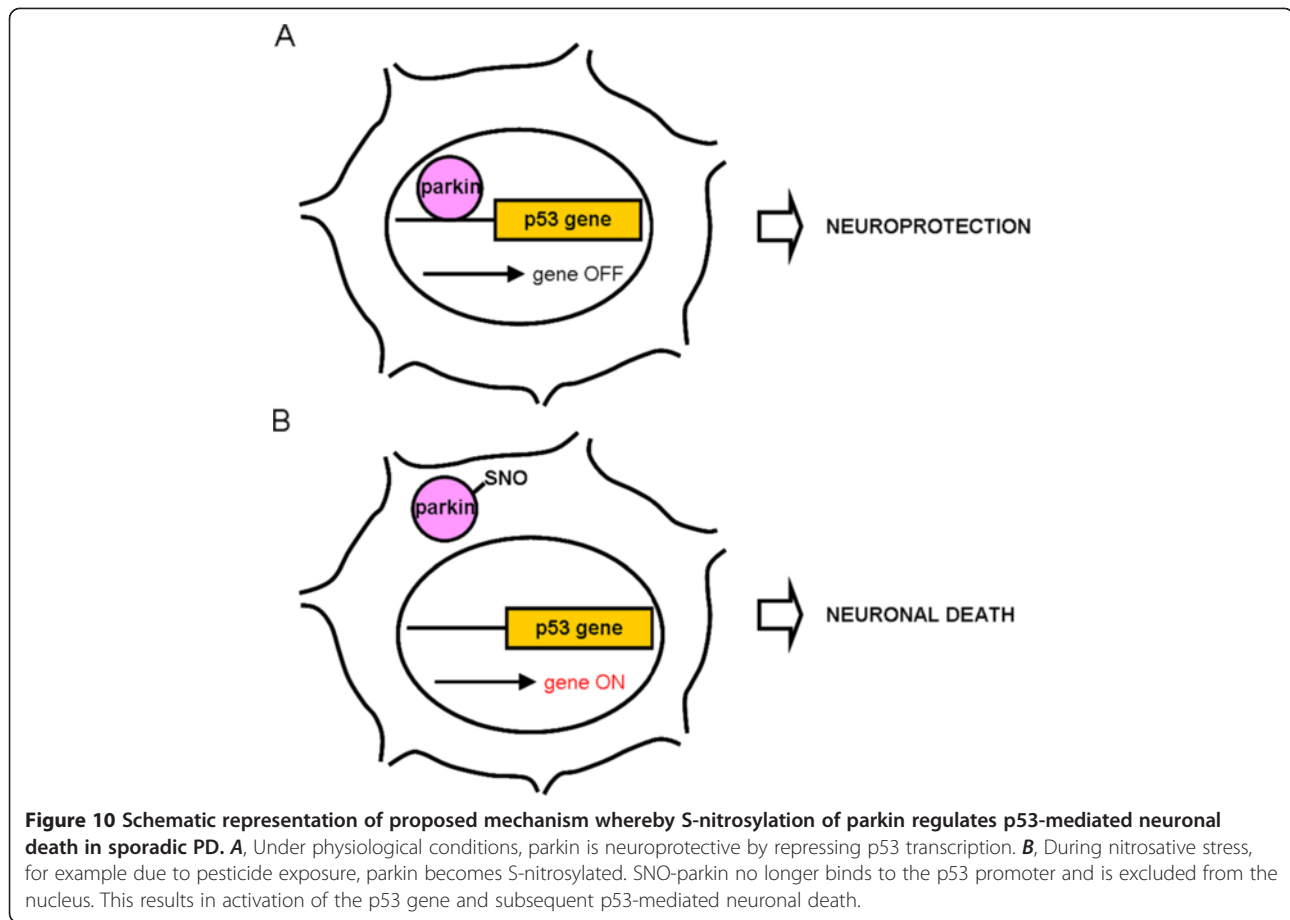 A
parkin
p53 gene
gene OFF
NEUROPROTECTION
B
SNO
parkin
p53 gene
gene ON
NEURONAL DEATH
Figure 10 Schematic representation of proposed mechanism whereby S-nitrosylation of parkin regulates p53-mediated neuronal
death in sporadic PD. A, Under physiological conditions, parkin is neuroprotective by repressing p53 transcription. B, During nitrosative stress,
for example due to pesticide exposure, parkin becomes S-nitrosylated. SNO-parkin no longer binds to the p53 promoter and is excluded from the
nucleus. This results in activation of the p53 gene and subsequent p53-mediated neuronal death.